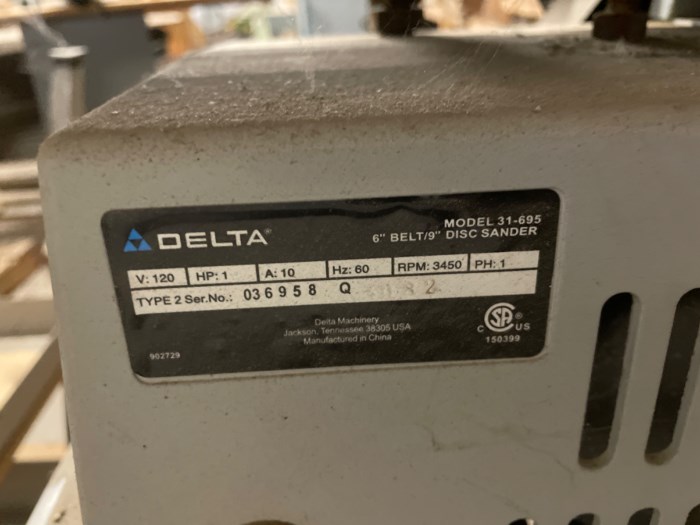 DELTA
MODEL 31-695
6" BELT/9" DISC SANDER
V: 120 HP: 1 A: 10 Hz: 60 RPM: 3450 PH: 1
TYPE 2 Ser.No.: 036958 Q
Delta Machinery
Jackson, Tennessee 38305 USA
Manufactured in China
902729
C SA ® US
150399